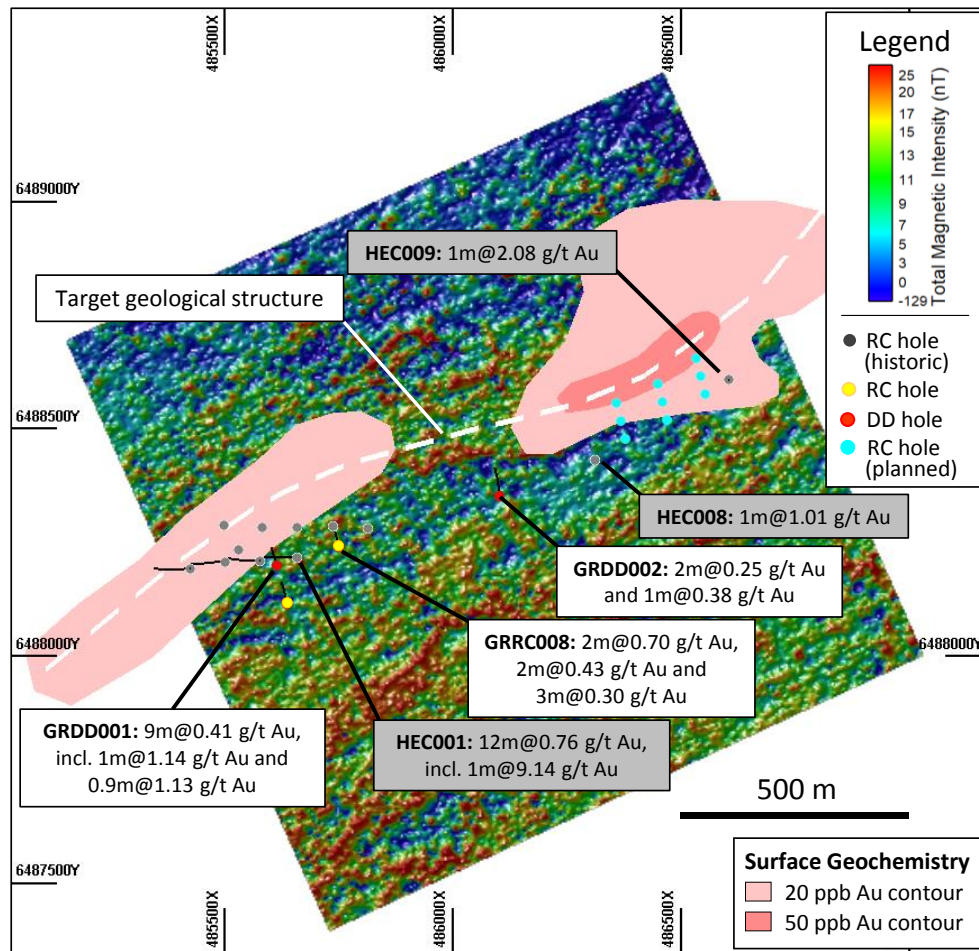 485500X
486000X
486500X
Legend
25
20
17
15
13
11
9
7
5
3
0
-129
Total Magnetic Intensity (nT)
RC hole
(historic)
RC hole
DD hole
RC hole
(planned)
6489000Y
HEC009: 1m@2.08 g/t Au
Target geological structure
6488500Y
HEC008: 1m@1.01 g/t Au
GRDD002: 2m@0.25 g/t Au
and 1m@0.38 g/t Au
6488000Y
6488000Y
GRRC008: 2m@0.70 g/t Au,
2m@0.43 g/t Au and
3m@0.30 g/t Au
GRDD001: 9m@0.41 g/t Au,
incl. 1m@1.14 g/t Au and
0.9m@1.13 g/t Au
HEC001: 12m@0.76 g/t Au,
incl. 1m@9.14 g/t Au
500 m
6487500Y
Surface Geochemistry
20 ppb Au contour
50 ppb Au contour
485500X
486000X
486500X